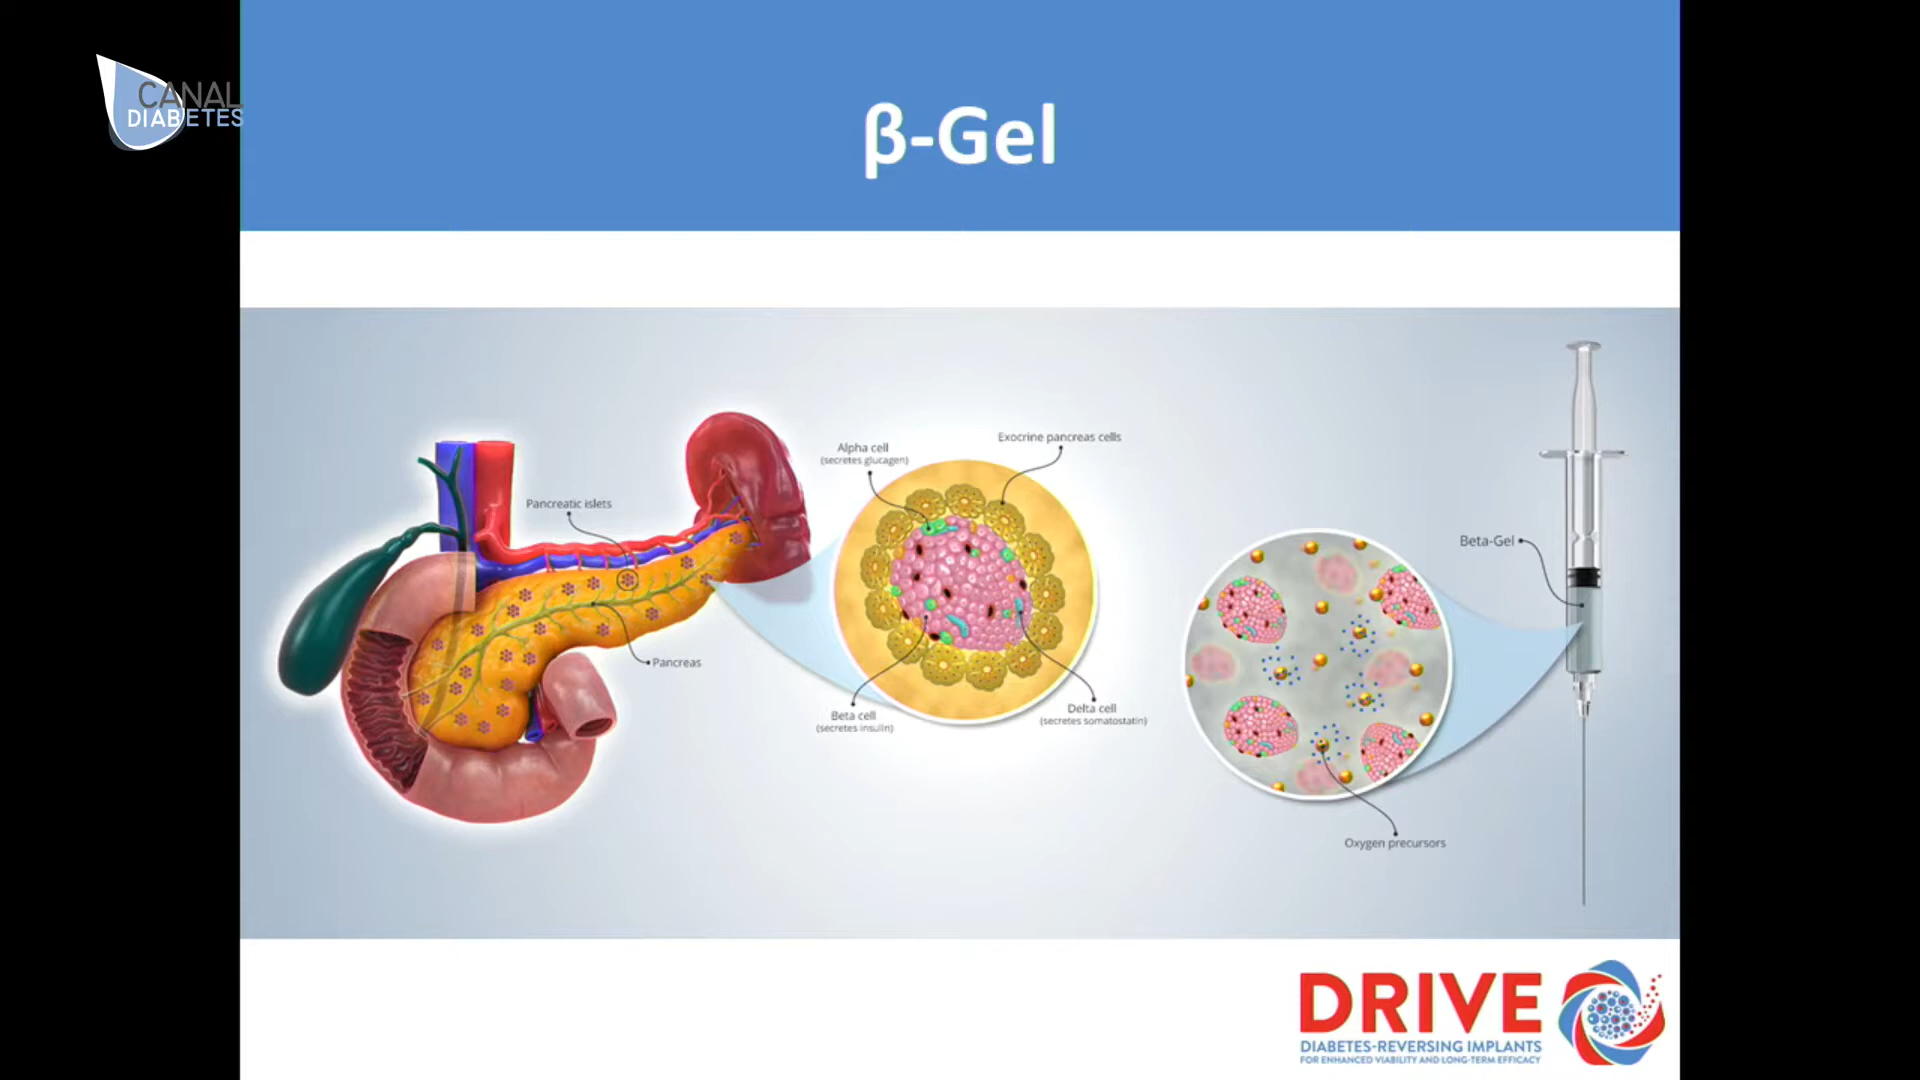 CANAL
DIABETES
β-Gel
Alpha cell
(secretes glucagen)
Exocrine pancreas cells
Pancreatic islets
Pancreas
Beta cell
(secretes insulin)
Delta cell
(secretes somatostatin)
Beta-Gel
Oxygen precursors
DRIVE
DIABETES-REVERSING IMPLANTS
FOR ENHANCED VIABILITY AND LONG-TERM EFFICACY